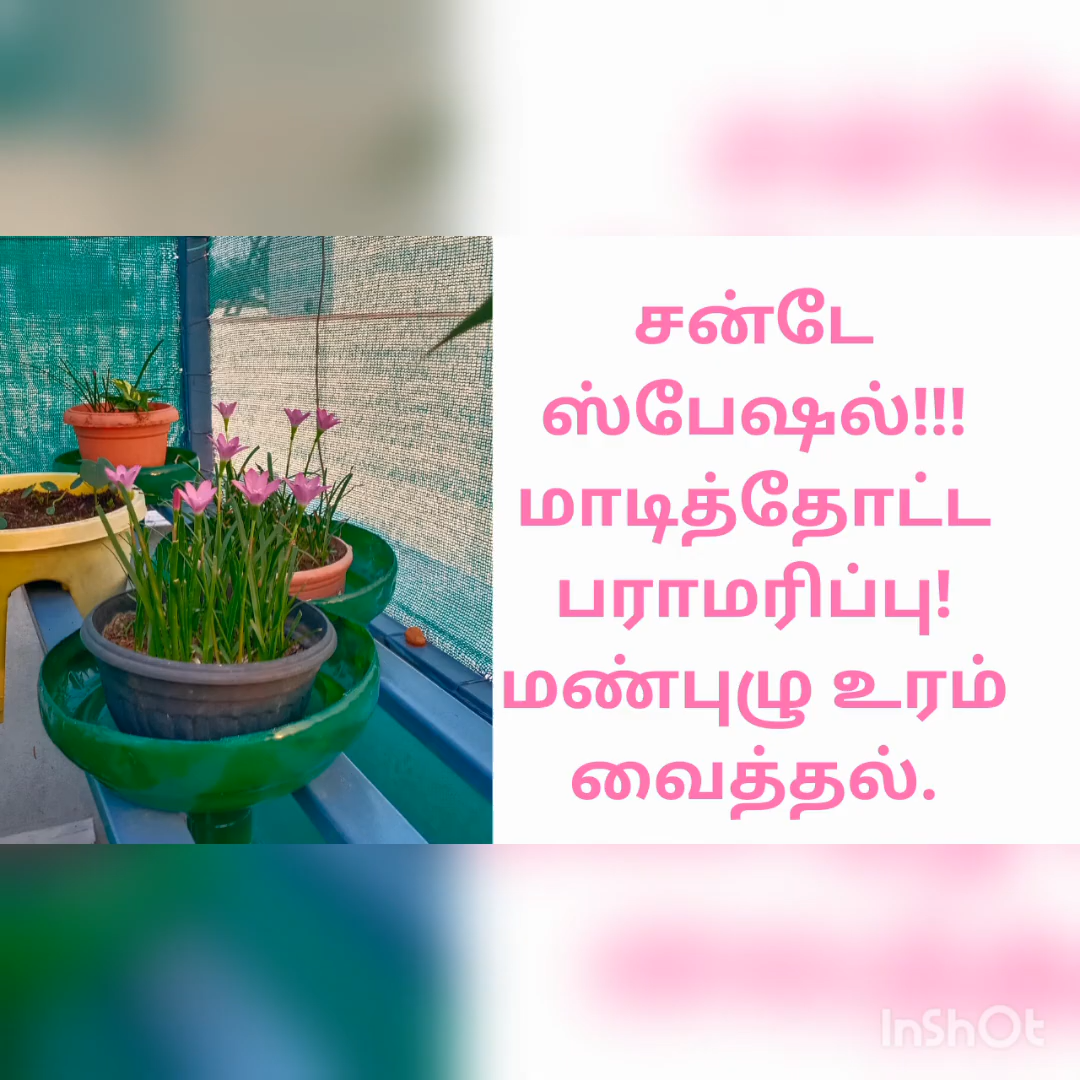 சன்டே
ஸ்பேஷல்!!!
மாடித்தோட்ட
பராமரிப்பு!
மண்புழு உரம்
வைத்தல்.
InShOt